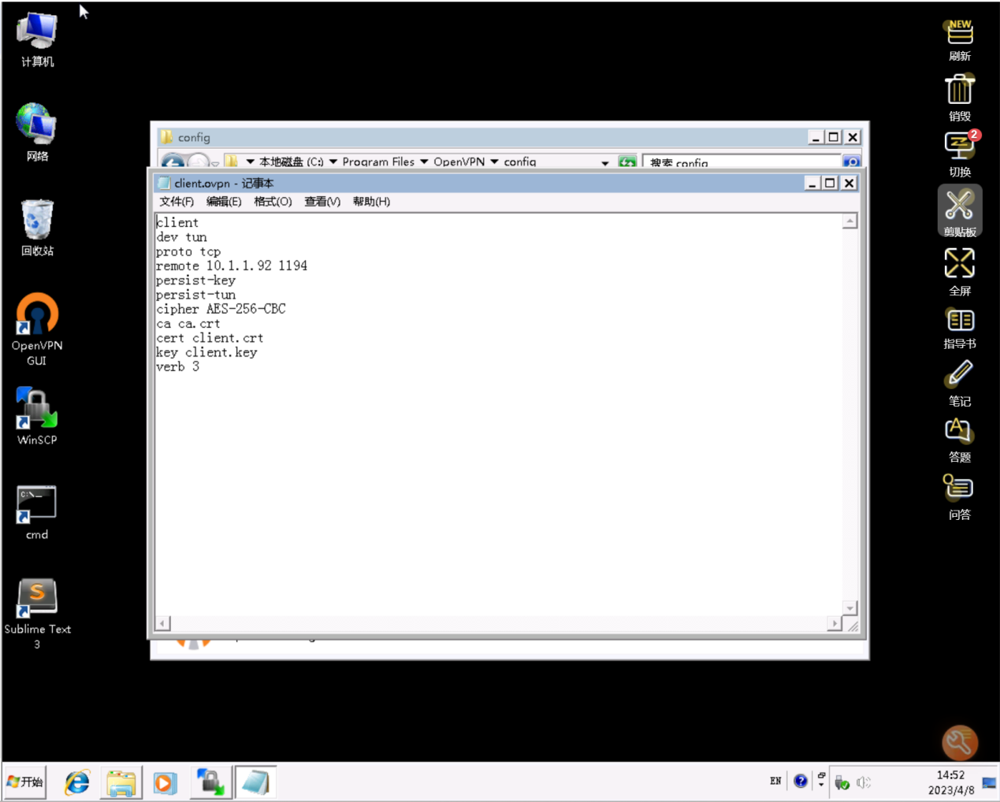 计算机
网络
回收站
OpenVPN
GUI
WinSCP
C:\_
cmd
Sublime Text
3
config
本地磁盘 (C:) Program Files OpenVPN config
搜索 config
client.ovpn - 记事本
文件(F) 编辑(E) 格式(O) 查看(V) 帮助(H)
client
dev tun
proto tcp
remote 10.1.1.92 1194
persist-key
persist-tun
cipher AES-256-CBC
ca ca.crt
cert client.crt
key client.key
verb 3
NEW
刷新
销毁
2
切换
剪贴板
全屏
指导书
笔记
答题
问答
开始
EN
14:52
2023/4/8